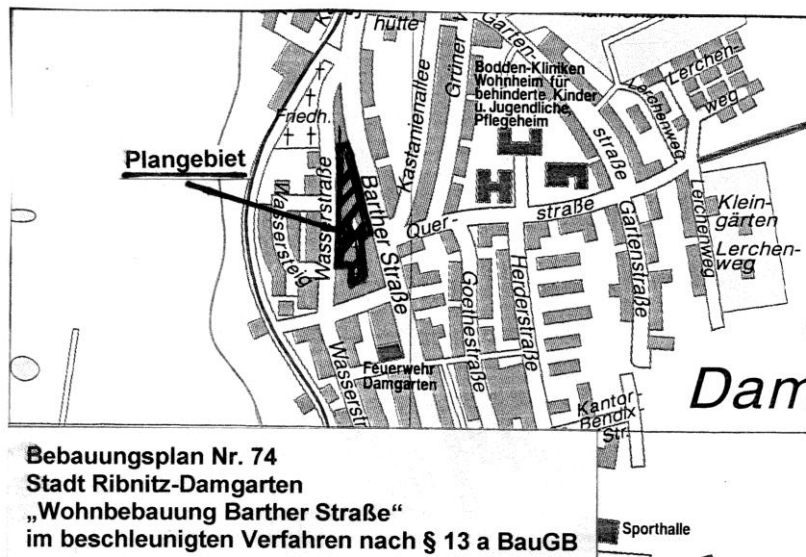 hütte
Garten-
straße
Grüner
Kastanienallee
Bodden-Kliniken
Wohnheim für
behinderte Kinder
u. Jugendliche,
Pflegeheim
Lerchen-
weg
Lerchenweg
Friedh.
Plangebiet
Wasserstraße
Barther Straße
Wassersteig
Quer-
straße
Gartenstraße
Lerchenweg
Klein-
gärten
Lerchen-
weg
Goethestraße
Herderstraße
Wasserstr
Feuerwehr
Damgarten
Dam
Kantor-
Bendix-
Str.
Sporthalle
Bebauungsplan Nr. 74
Stadt Ribnitz-Damgarten
„Wohnbebauung Barther Straße“
im beschleunigten Verfahren nach § 13 a BauGB